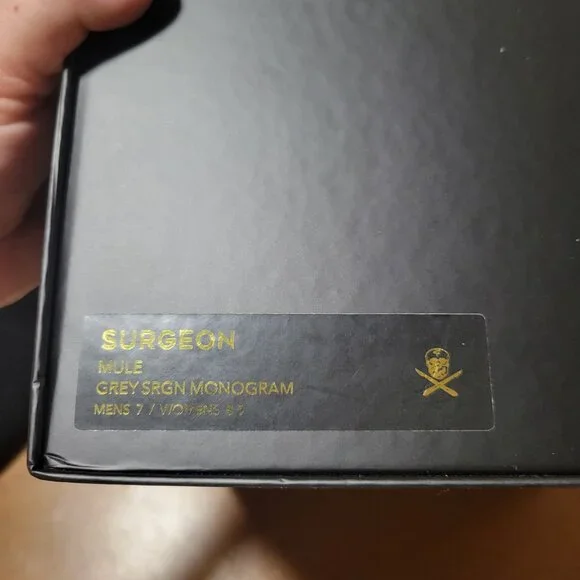 SURGEON
MULE
GREY SRGN MONOGRAM
MENS 7 / WOMENS